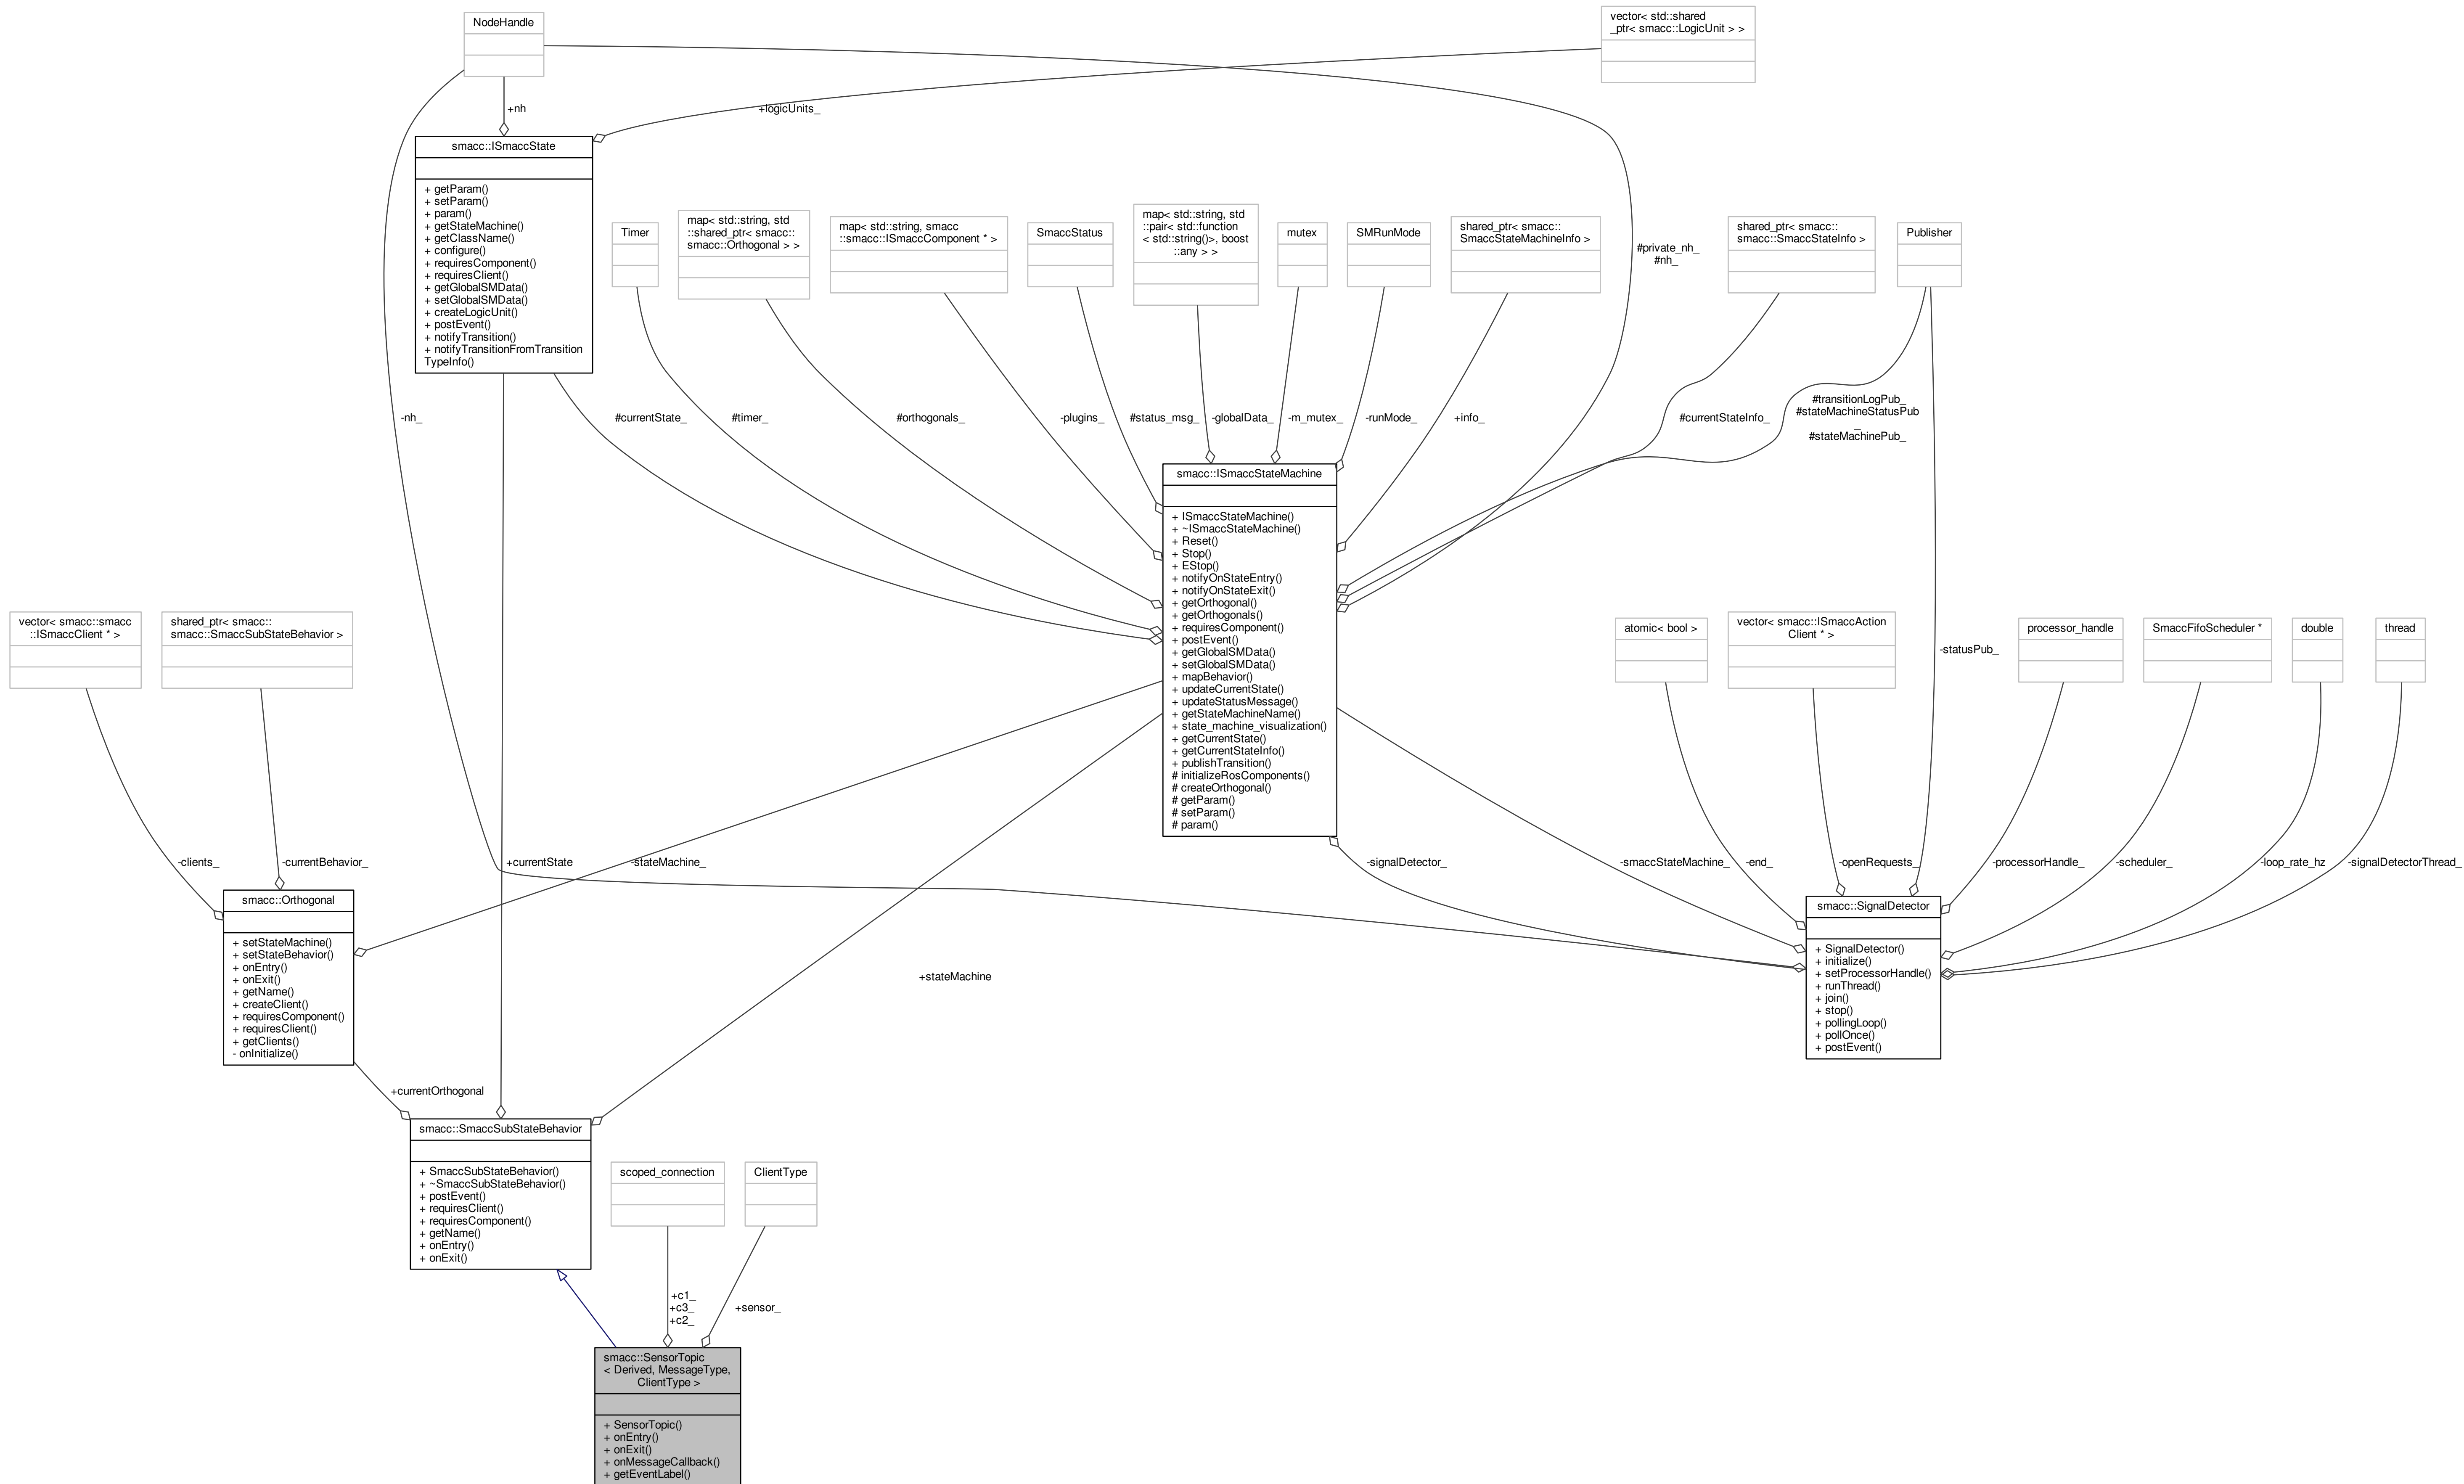 NodeHandle
vector< std::shared
_ptr< smacc::LogicUnit > >
+nh
+logicUnits_
smacc::ISmaccState
+ getParam()
+ setParam()
+ param()
+ getStateMachine()
+ getClassName()
+ configure()
+ requiresComponent()
+ requiresClient()
+ getGlobalSMData()
+ setGlobalSMData()
+ createLogicUnit()
+ postEvent()
+ notifyTransition()
+ notifyTransitionFromTransition
TypeInfo()
Timer
map< std::string, std
::shared_ptr< smacc::
smacc::Orthogonal > >
map< std::string, smacc
::smacc::ISmaccComponent * >
SmaccStatus
map< std::string, std
::pair< std::function
< std::string()>, boost
::any > >
mutex
SMRunMode
shared_ptr< smacc::
SmaccStateMachineInfo >
#private_nh_
#nh_
shared_ptr< smacc::
smacc::SmaccStateInfo >
Publisher
-nh_
#currentState_
#timer_
#orthogonals_
-plugins_
#status_msg_
-globalData_
-m_mutex_
-runMode_
+info_
#currentStateInfo_
#transitionLogPub_
#stateMachineStatusPub
_
#stateMachinePub_
smacc::ISmaccStateMachine
+ ISmaccStateMachine()
+ ~ISmaccStateMachine()
+ Reset()
+ Stop()
+ EStop()
+ notifyOnStateEntry()
+ notifyOnStateExit()
+ getOrthogonal()
+ getOrthogonals()
+ requiresComponent()
+ postEvent()
+ getGlobalSMData()
+ setGlobalSMData()
+ mapBehavior()
+ updateCurrentState()
+ updateStatusMessage()
+ getStateMachineName()
+ state_machine_visualization()
+ getCurrentState()
+ getCurrentStateInfo()
+ publishTransition()
# initializeRosComponents()
# createOrthogonal()
# getParam()
# setParam()
# param()
vector< smacc::smacc
::ISmaccClient * >
shared_ptr< smacc::
smacc::SmaccSubStateBehavior >
atomic< bool >
vector< smacc::ISmaccAction
Client * >
-statusPub_
processor_handle
SmaccFifoScheduler *
double
thread
-clients_
-currentBehavior_
+currentState
-stateMachine_
-signalDetector_
-smaccStateMachine_
-end_
-openRequests_
-processorHandle_
-scheduler_
-loop_rate_hz
-signalDetectorThread_
smacc::Orthogonal
+ setStateMachine()
+ setStateBehavior()
+ onEntry()
+ onExit()
+ getName()
+ createClient()
+ requiresComponent()
+ requiresClient()
+ getClients()
- onInitialize()
smacc::SignalDetector
+ SignalDetector()
+ initialize()
+ setProcessorHandle()
+ runThread()
+ join()
+ stop()
+ pollingLoop()
+ pollOnce()
+ postEvent()
+stateMachine
+currentOrthogonal
smacc::SmaccSubStateBehavior
+ SmaccSubStateBehavior()
+ ~SmaccSubStateBehavior()
+ postEvent()
+ requiresClient()
+ requiresComponent()
+ getName()
+ onEntry()
+ onExit()
scoped_connection
ClientType
+c1_
+c3_
+c2_
+sensor_
smacc::SensorTopic
< Derived, MessageType,
ClientType >
+ SensorTopic()
+ onEntry()
+ onExit()
+ onMessageCallback()
+ getEventLabel()